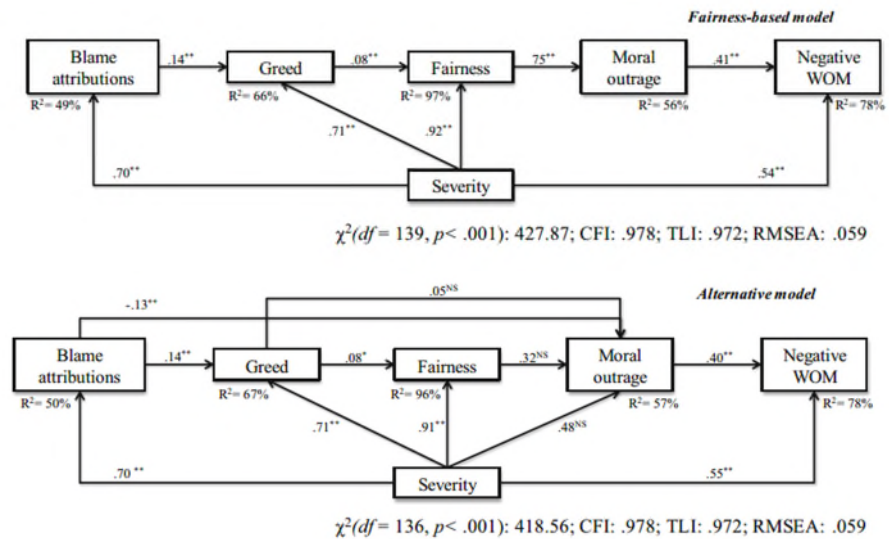 Fairness-based model
Blame
attributions
.14**
Greed
.08**
Fairness
75**
Moral
outrage
.41**
Negative
WOM
R²= 49%
R²= 66%
R²= 97%
R²= 56%
R²= 78%
.71**
.92**
.70**
.54**
Severity
χ²(df = 139, p< .001): 427.87; CFI: .978; TLI: .972; RMSEA: .059
Alternative model
.05NS
-.13**
Blame
attributions
.14**
Greed
.08*
Fairness
.32NS
Moral
outrage
.40**
Negative
WOM
R²= 50%
R²= 67%
R²= 96%
R²= 57%
R²= 78%
.71**
.91**
.48NS
.70 **
.55**
Severity
χ²(df = 136, p< .001): 418.56; CFI: .978; TLI: .972; RMSEA: .059